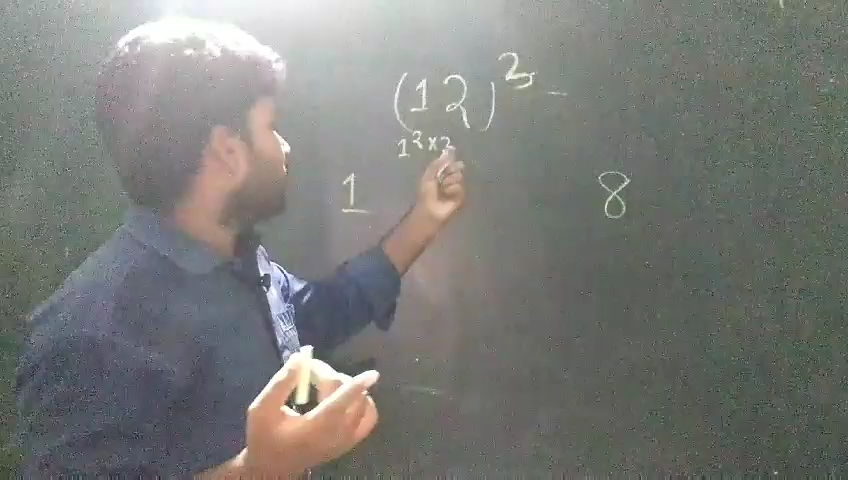 (12)³ -
1² × 2
1 8